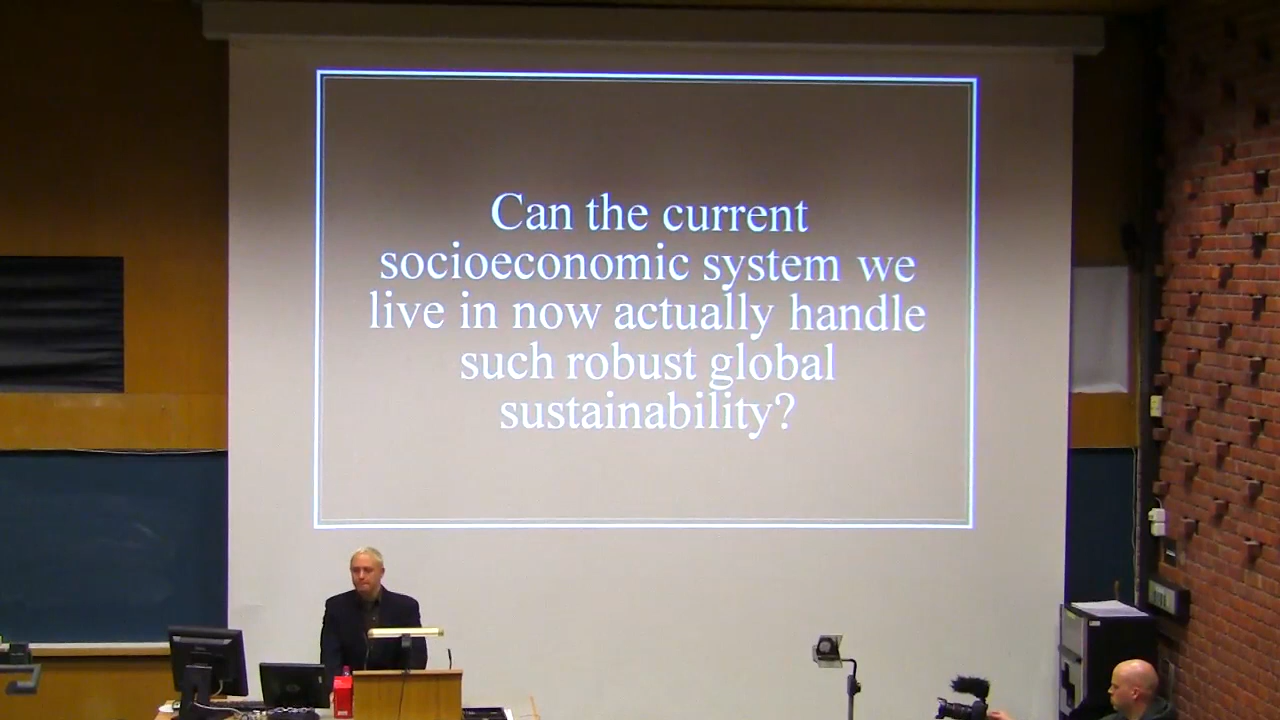 Can the current
socioeconomic system we
live in now actually handle
such robust global
sustainability?